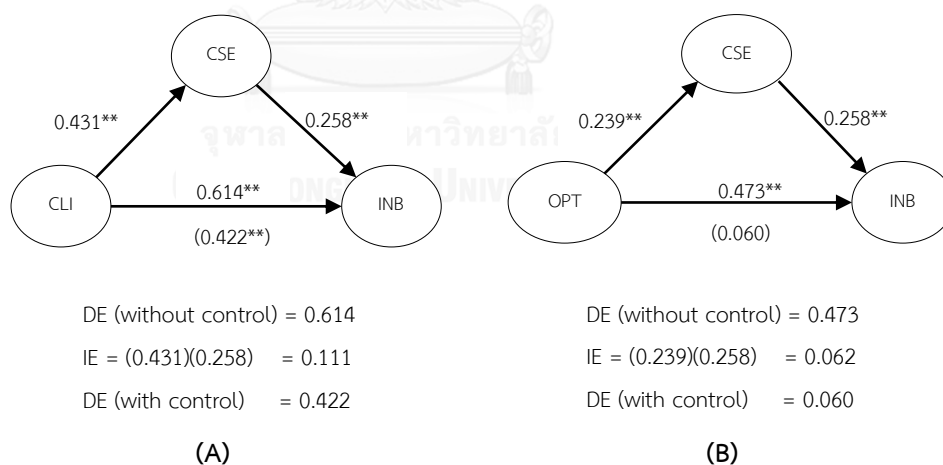 CSE
0.431**
0.258**
CLI
0.614**
INB
(0.422**)
DE (without control) = 0.614
IE = (0.431)(0.258) = 0.111
DE (with control) = 0.422
(A)
CSE
0.239**
0.258**
OPT
0.473**
INB
(0.060)
DE (without control) = 0.473
IE = (0.239)(0.258) = 0.062
DE (with control) = 0.060
(B)